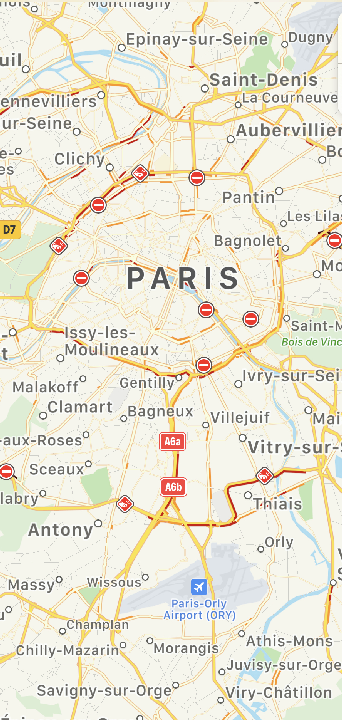 Montmagny
Epinay-sur-Seine
Dugny
uil
Saint-Denis
ennevilliers
La Courneuve
ur-Seine
Aubervillier
Clichy
es
Pantin
Les Lilas
D7
Bagnolet
PARIS
Issy-les-
Moulineaux
Saint-M
Bois de Vinc
Gentilly
Ivry-sur-Sei
Malakoff
Clamart
Bagneux
Villejuif
Mai
-aux-Roses
A6a
Vitry-sur-S
Sceaux
A6b
labry
Thiais
Antony
Orly
Massy
Wissous
Paris-Orly
Airport (ORY)
Champlan
Chilly-Mazarin
Morangis
Athis-Mons
Juvisy-sur-Orge
Savigny-sur-Orge
Viry-Châtillon